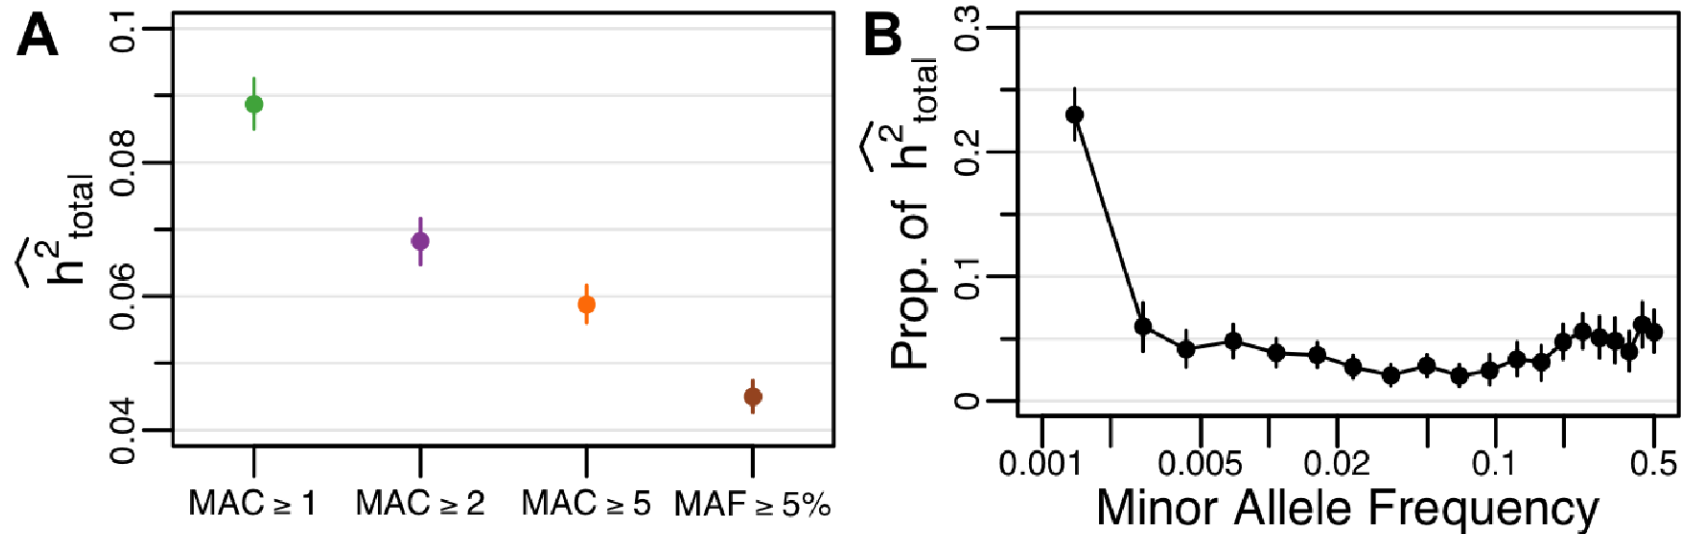 A
0.1
0.08
0.06
0.04
ĥ² total
MAC ≥ 1
MAC ≥ 2
MAC ≥ 5
MAF ≥ 5%
B
0.3
0.2
0.1
0
Prop. of ĥ² total
0.001
0.005
0.02
0.1
0.5
Minor Allele Frequency